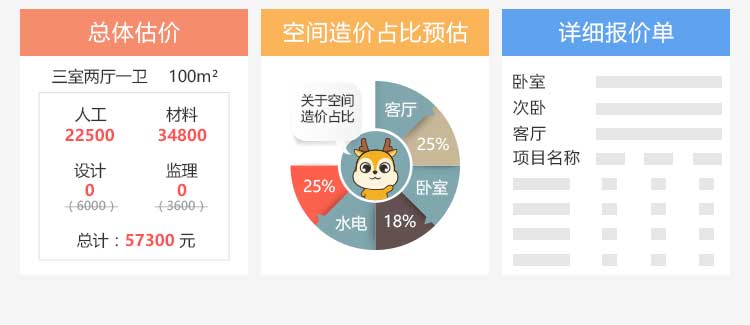 总体估价
三室两厅一卫 100m²
人工 材料
22500 34800
设计 监理
0 0
(6000) (3600)
总计：57300 元
空间造价占比预估
关于空间
造价占比
客厅
25%
卧室
18%
水电
25%
详细报价单
卧室
次卧
客厅
项目名称